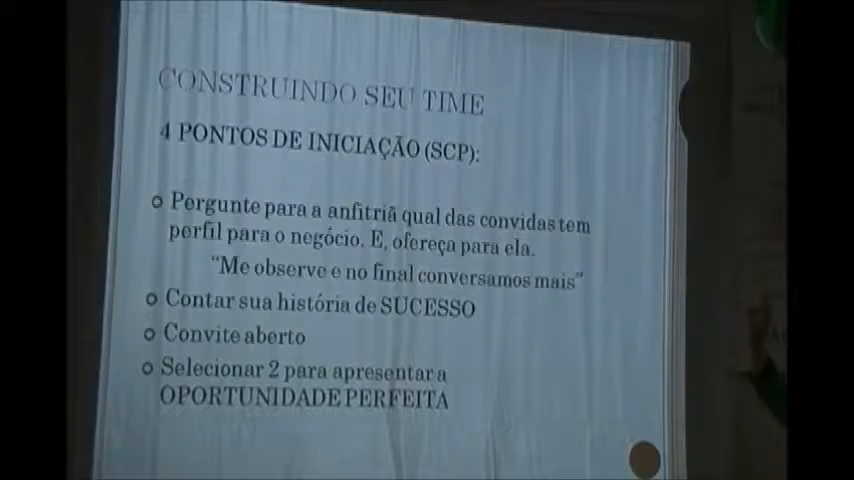 CONSTRUINDO SEU TIME
4 PONTOS DE INICIAÇÃO (SCP):
Pergunte para a anfitriã qual das convidas tem
perfil para o negócio. E, ofereça para ela.
“Me observe e no final conversamos mais”
Contar sua história de SUCESSO
Convite aberto
Selecionar 2 para apresentar a
OPORTUNIDADE PERFEITA